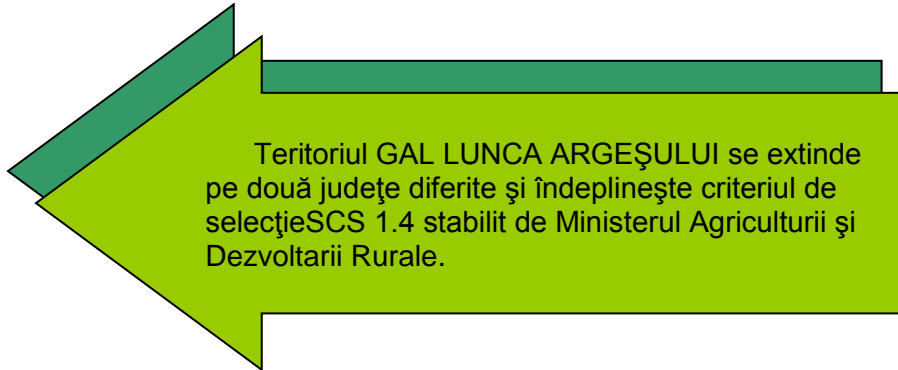 Teritoriul GAL LUNCA ARGEŞULUI se extinde
pe două judeţe diferite şi îndeplineşte criteriul de
selecţieSCS 1.4 stabilit de Ministerul Agriculturii şi
Dezvoltarii Rurale.